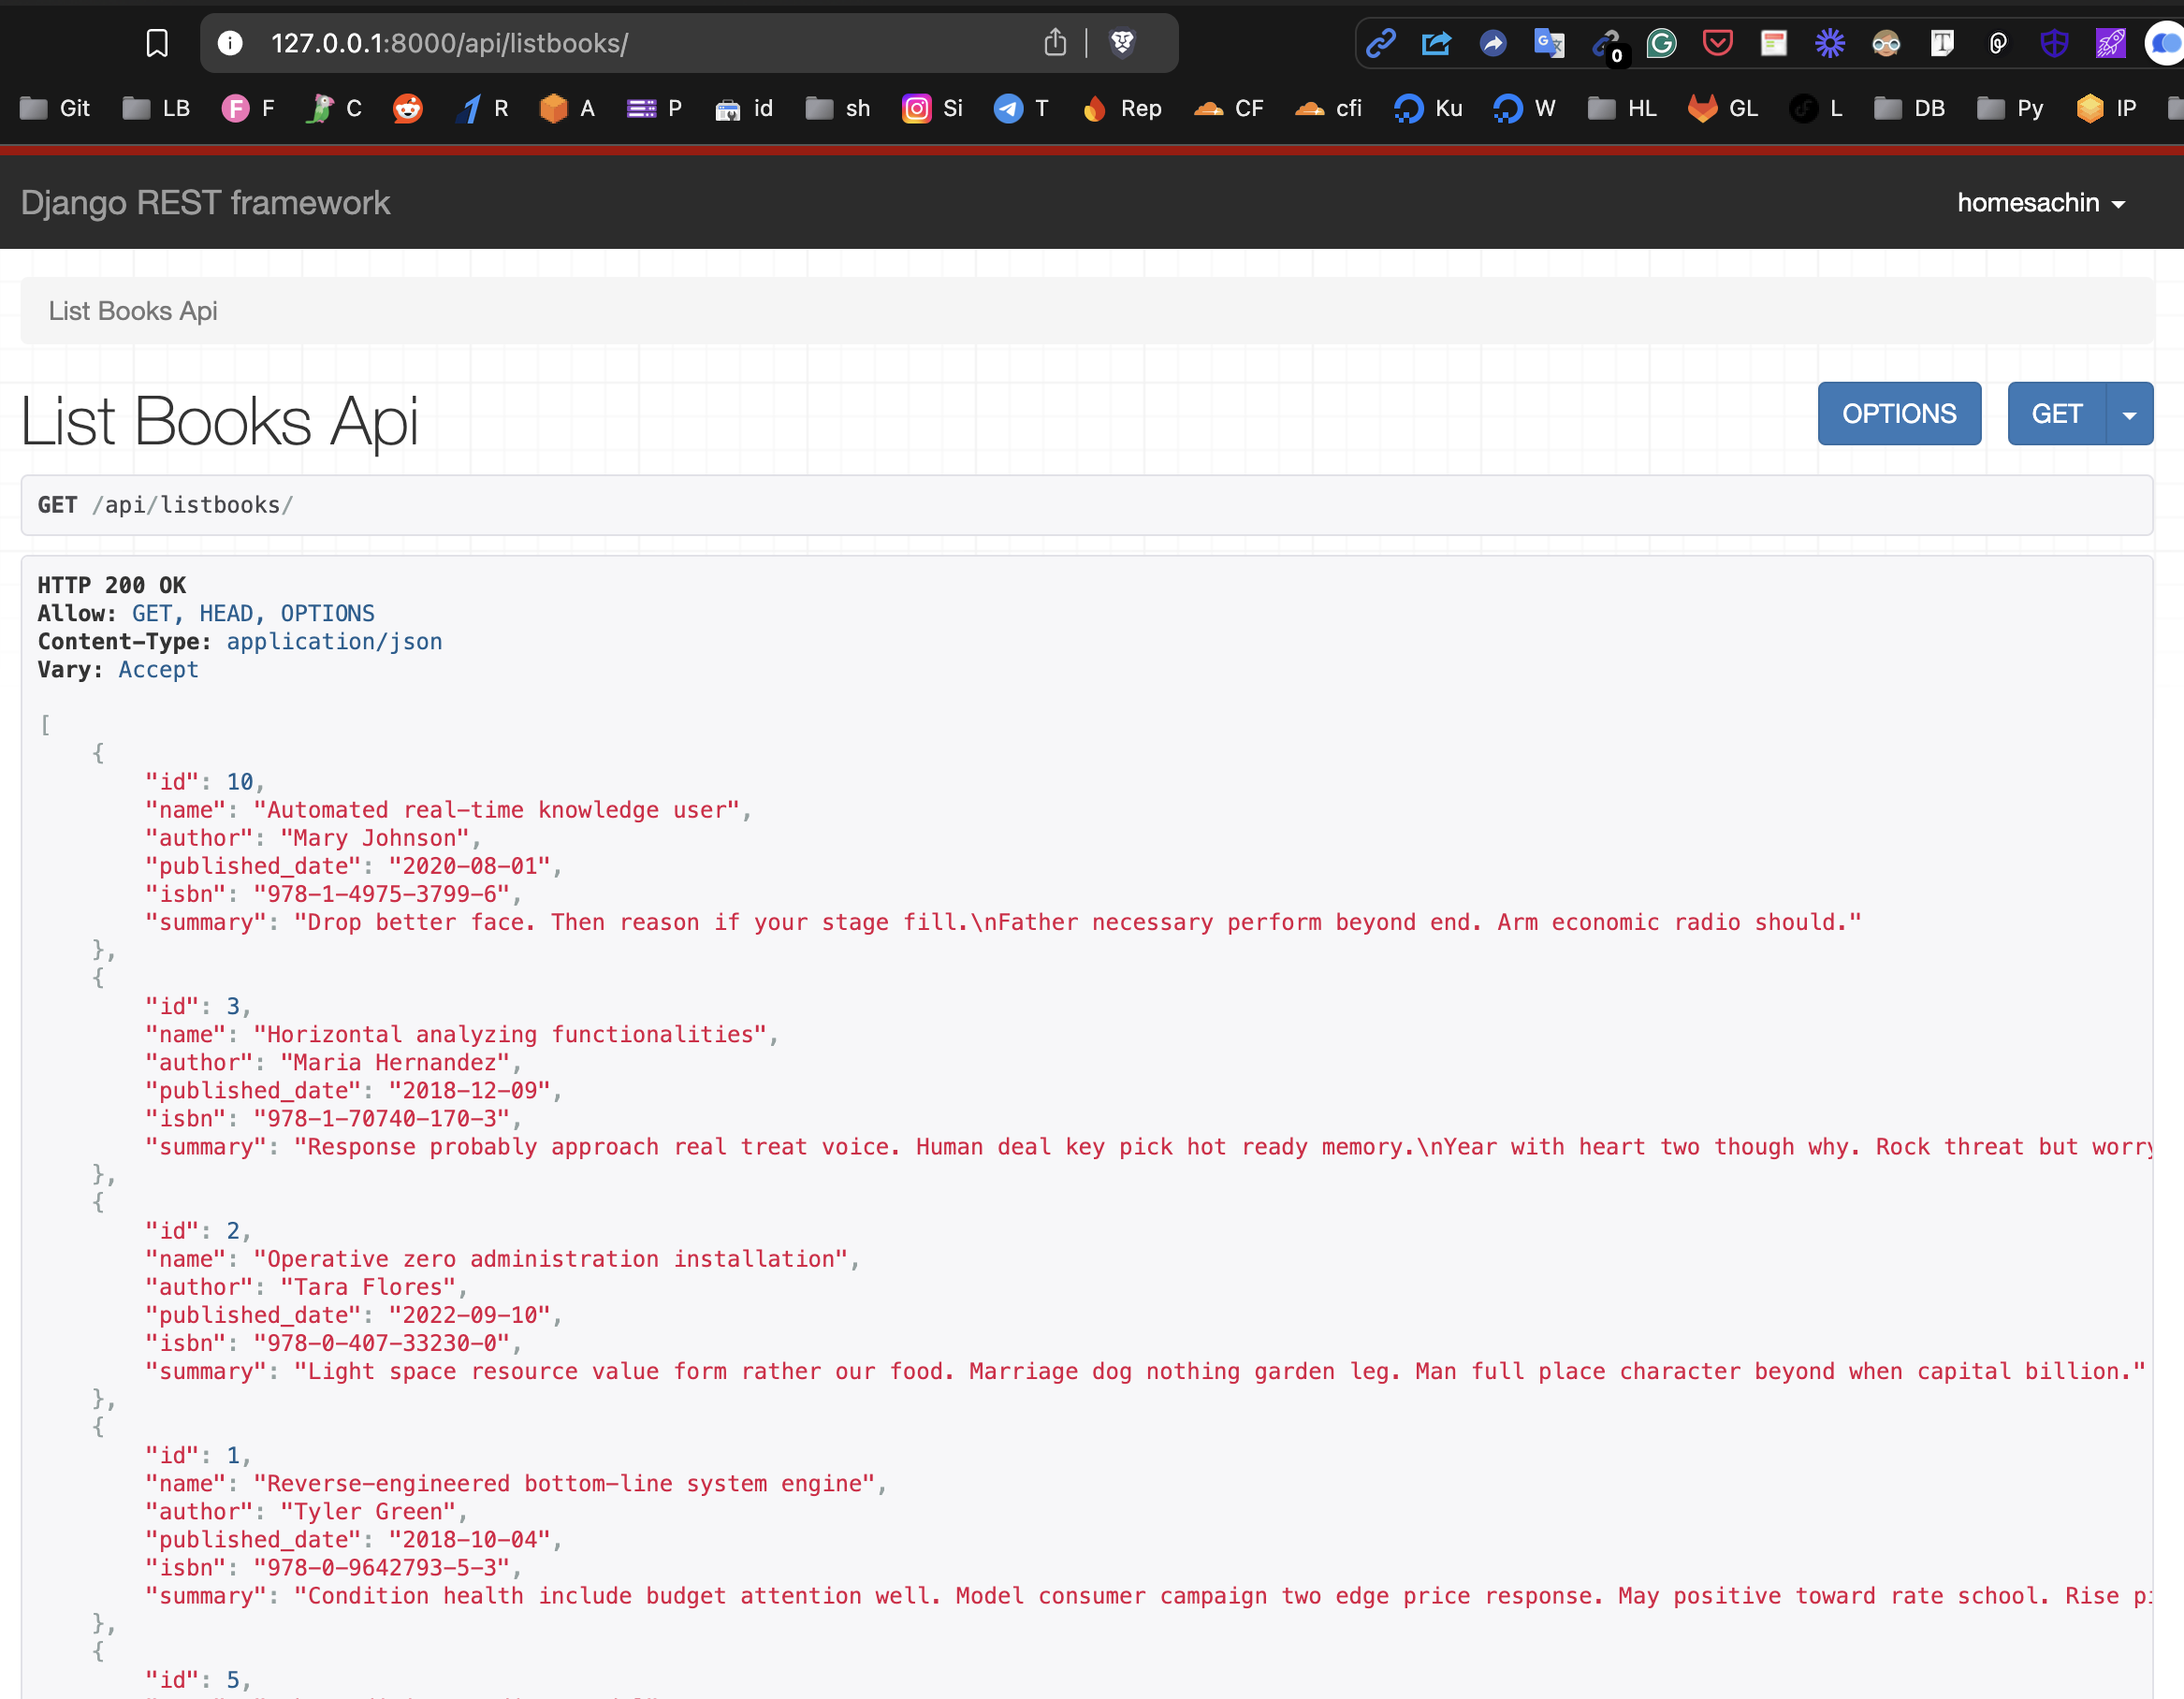 127.0.0.1:8000/api/listbooks/
0
Git LB F F C R A P id sh Si T Rep CF cfi Ku W HL GL L DB Py IP
Django REST framework
homesachin
List Books Api
List Books Api
OPTIONS
GET
GET /api/listbooks/
HTTP 200 OK
Allow: GET, HEAD, OPTIONS
Content-Type: application/json
Vary: Accept
[
{
"id": 10,
"name": "Automated real-time knowledge user",
"author": "Mary Johnson",
"published_date": "2020-08-01",
"isbn": "978-1-4975-3799-6",
"summary": "Drop better face. Then reason if your stage fill.\nFather necessary perform beyond end. Arm economic radio should."
},
{
"id": 3,
"name": "Horizontal analyzing functionalities",
"author": "Maria Hernandez",
"published_date": "2018-12-09",
"isbn": "978-1-70740-170-3",
"summary": "Response probably approach real treat voice. Human deal key pick hot ready memory.\nYear with heart two though why. Rock threat but worry
},
{
"id": 2,
"name": "Operative zero administration installation",
"author": "Tara Flores",
"published_date": "2022-09-10",
"isbn": "978-0-407-33230-0",
"summary": "Light space resource value form rather our food. Marriage dog nothing garden leg. Man full place character beyond when capital billion."
},
{
"id": 1,
"name": "Reverse-engineered bottom-line system engine",
"author": "Tyler Green",
"published_date": "2018-10-04",
"isbn": "978-0-9642793-5-3",
"summary": "Condition health include budget attention well. Model consumer campaign two edge price response. May positive toward rate school. Rise
},
{
"id": 5,